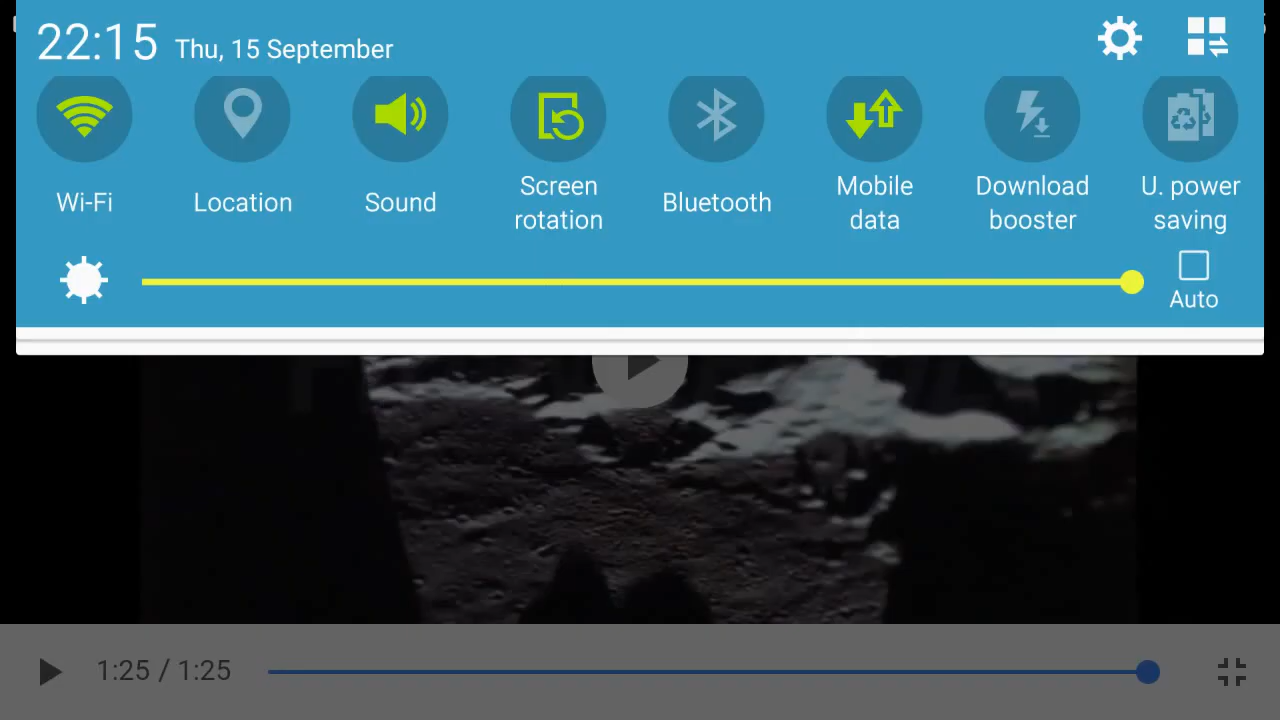 22:15 Thu, 15 September
Wi-Fi
Location
Sound
Screen
rotation
Bluetooth
Mobile
data
Download
booster
U. power
saving
Auto
1:25 / 1:25